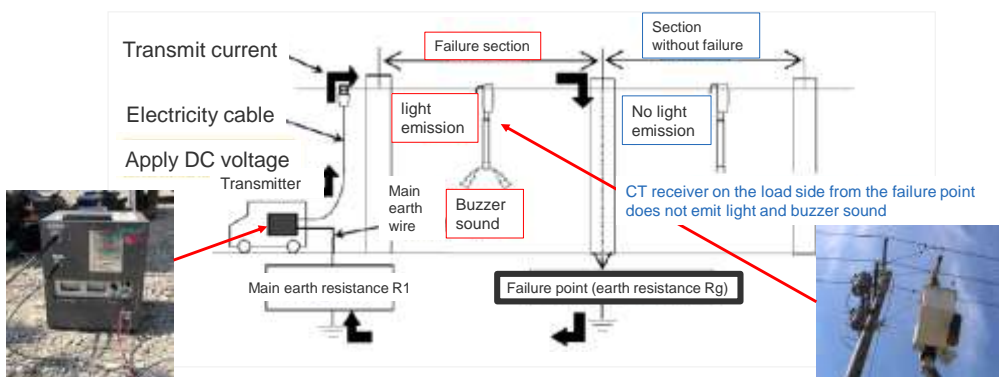 Transmit current
Electricity cable
Apply DC voltage
Transmitter
Main
earth
wire
Failure section
Section
without failure
light
emission
No light
emission
Buzzer
sound
CT receiver on the load side from the failure point
does not emit light and buzzer sound
Main earth resistance R1
Failure point (earth resistance Rg)